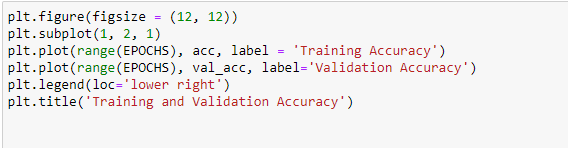 plt.figure(figsize = (12, 12))
plt.subplot(1, 2, 1)
plt.plot(range(EPOCHS), acc, label = 'Training Accuracy')
plt.plot(range(EPOCHS), val_acc, label='Validation Accuracy')
plt.legend(loc='lower right')
plt.title('Training and Validation Accuracy')